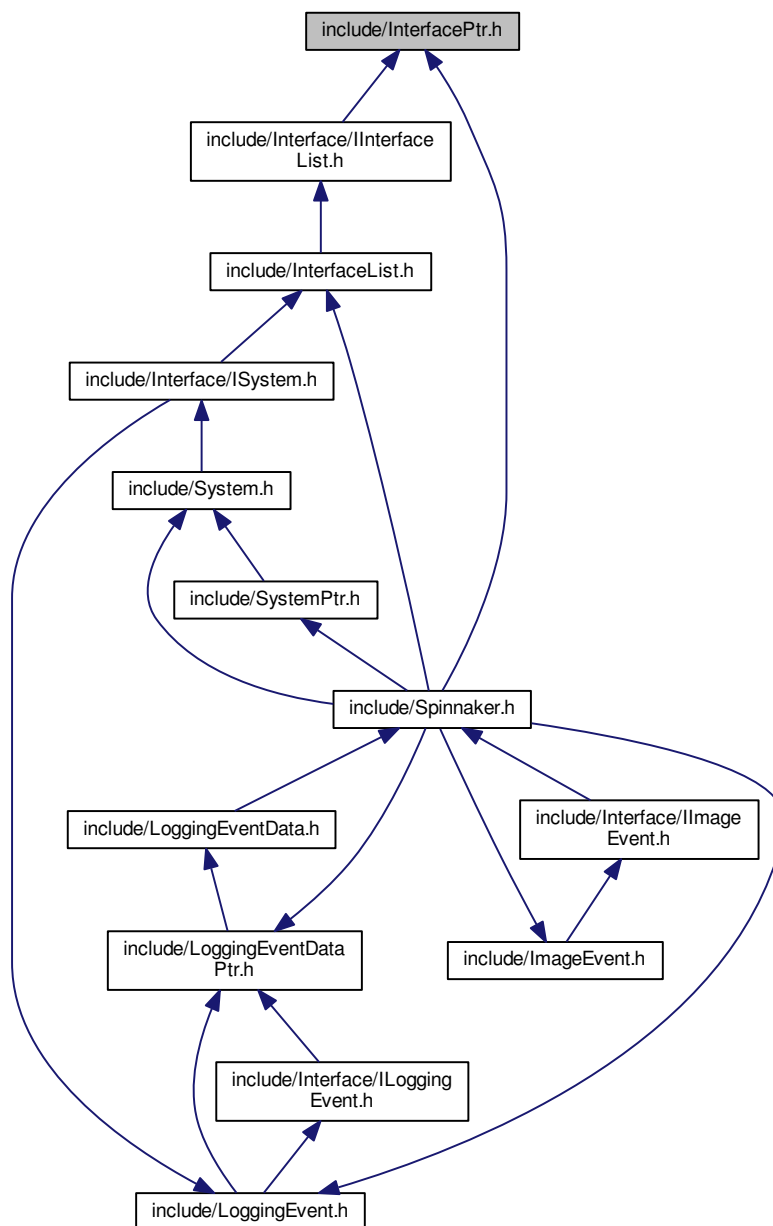 include/InterfacePtr.h
include/Interface/IInterface
List.h
include/InterfaceList.h
include/Interface/ISystem.h
include/System.h
include/SystemPtr.h
include/Spinnaker.h
include/LoggingEventData.h
include/Interface/IImage
Event.h
include/LoggingEventData
Ptr.h
include/ImageEvent.h
include/Interface/ILogging
Event.h
include/LoggingEvent.h